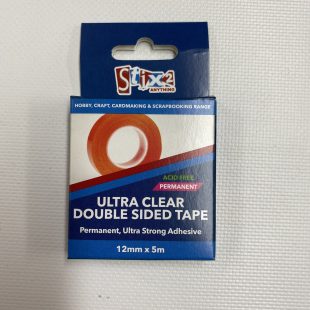 Stix2
ANYTHING
HOBBY, CRAFT, CARDMAKING & SCRAPBOOKING RANGE
ACID FREE
PERMANENT
ULTRA CLEAR
DOUBLE SIDED TAPE
Permanent, Ultra Strong Adhesive
12mm x 5m